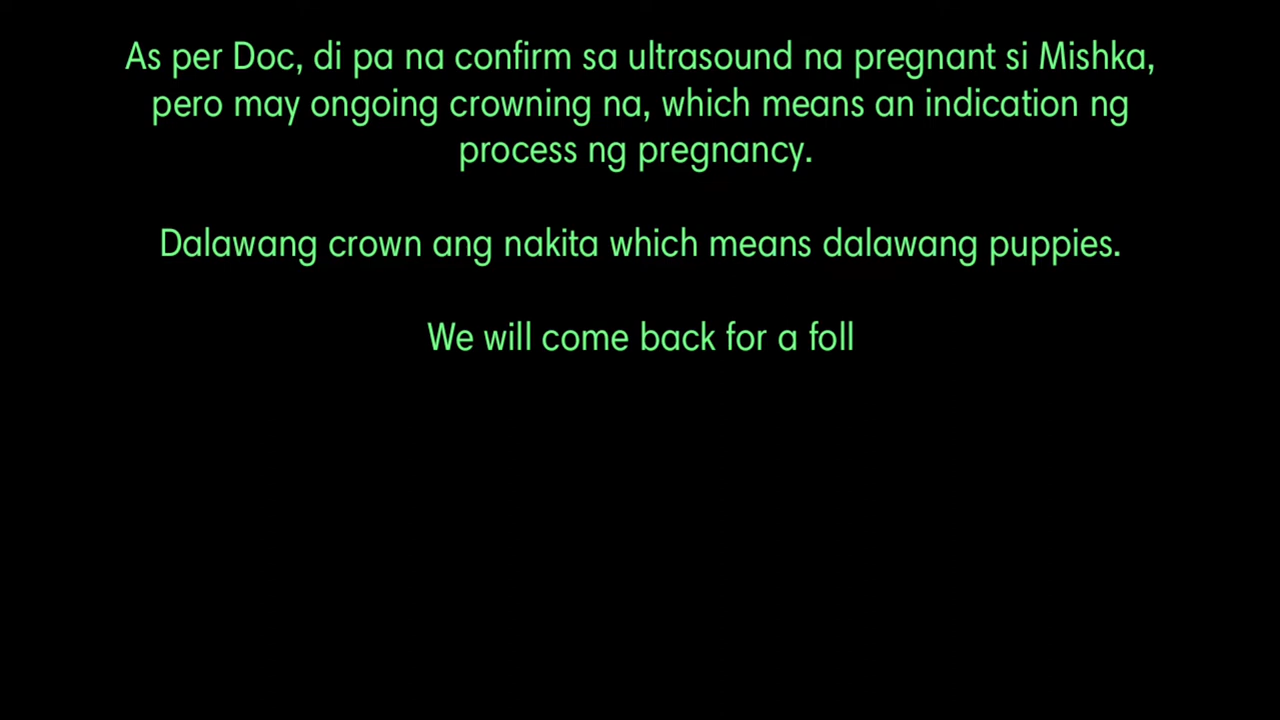 As per Doc, di pa na confirm sa ultrasound na pregnant si Mishka,
pero may ongoing crowning na, which means an indication ng
process ng pregnancy.
Dalawang crown ang nakita which means dalawang puppies.
We will come back for a foll